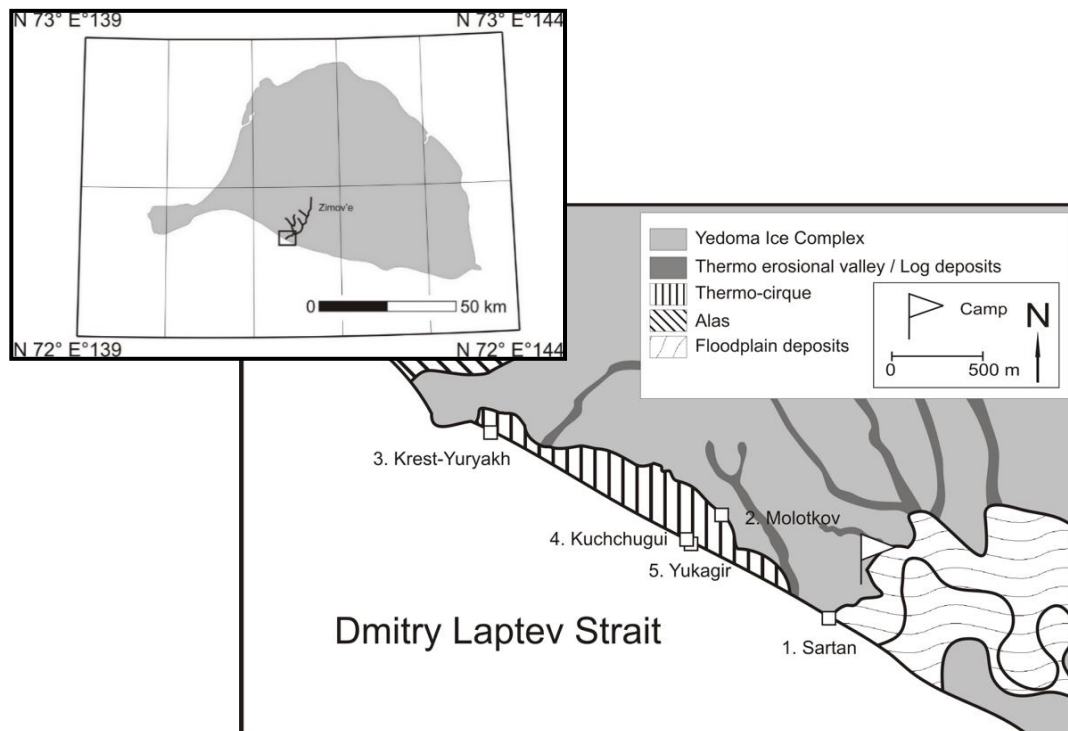 N 73° E°139
N 73° E°144
Zimov'e
0
50 km
N 72° E°139
N 72° E°144
Yedoma Ice Complex
Thermo erosional valley / Log deposits
Thermo-cirque
Alas
Floodplain deposits
Camp
N
0
500 m
3. Krest-Yuryakh
2. Molotkov
4. Kuchchugui
5. Yukagir
Dmitry Laptev Strait
1. Sartan